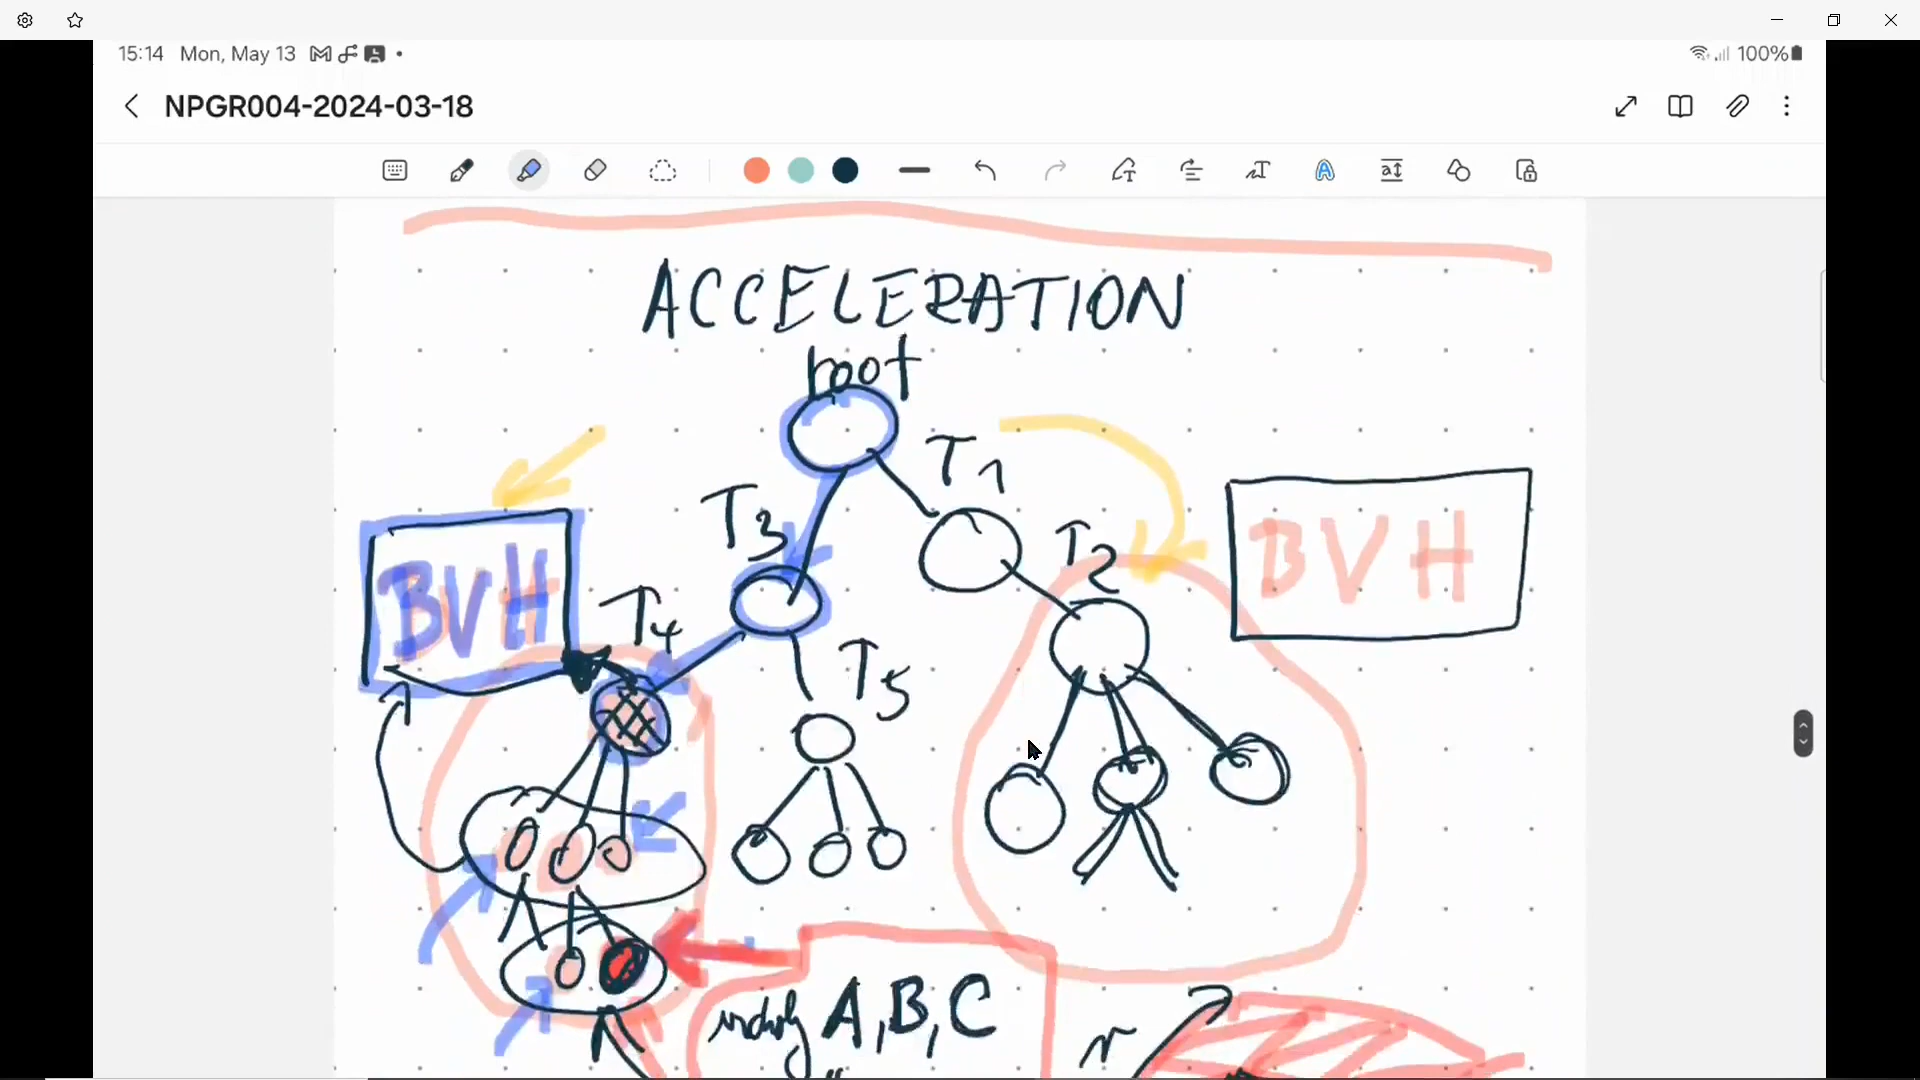 15:14 Mon, May 13
100%
NPGR004-2024-03-18
ACCELERATION
root
T1
T3
T2
BVH
BVH
T4
T5
A, B, C